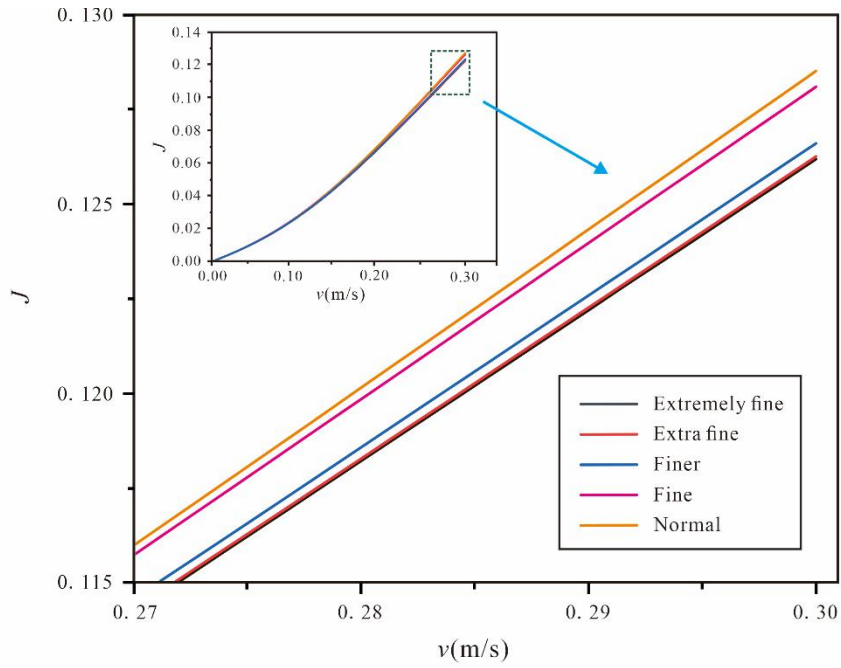 0. 130
0. 125
0. 120
0. 115
J
0.14
0.12
0.10
0.08
0.06
0.04
0.02
0.00
J
0.00
0.10
0.20
0.30
v(m/s)
Extremely fine
Extra fine
Finer
Fine
Normal
0. 27
0. 28
0. 29
0. 30
v(m/s)